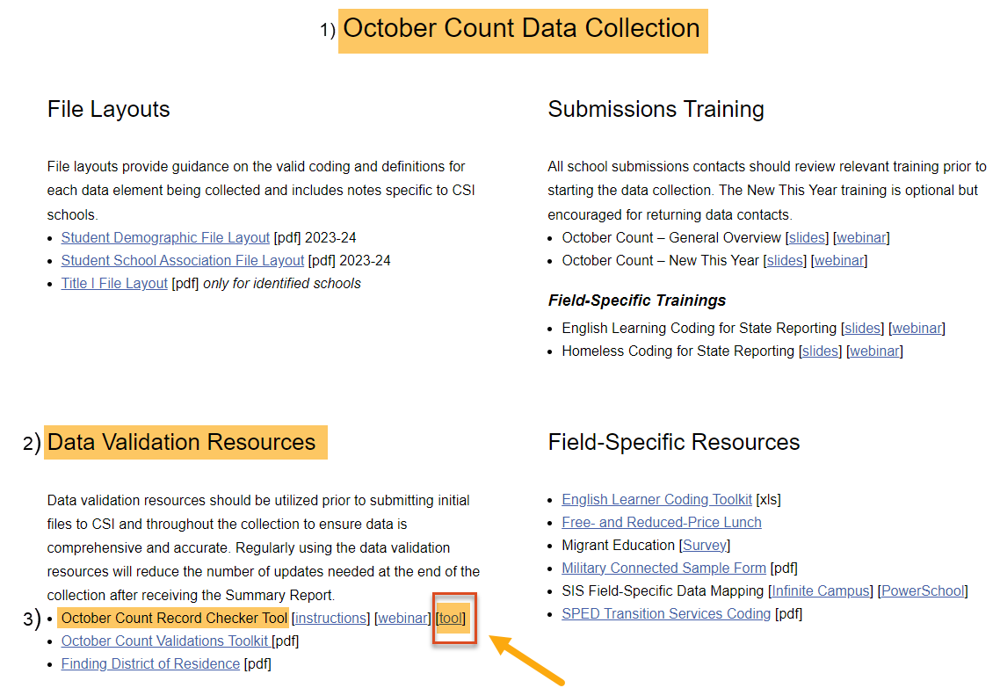 1) October Count Data Collection
File Layouts
File layouts provide guidance on the valid coding and definitions for
each data element being collected and includes notes specific to CSI
schools.
• Student Demographic File Layout [pdf] 2023-24
• Student School Association File Layout [pdf] 2023-24
• Title I File Layout [pdf] only for identified schools
Submissions Training
All school submissions contacts should review relevant training prior to
starting the data collection. The New This Year training is optional but
encouraged for returning data contacts.
• October Count – General Overview [slides] [webinar]
• October Count – New This Year [slides] [webinar]
Field-Specific Trainings
• English Learning Coding for State Reporting [slides] [webinar]
• Homeless Coding for State Reporting [slides] [webinar]
2) Data Validation Resources
Data validation resources should be utilized prior to submitting initial
files to CSI and throughout the collection to ensure data is
comprehensive and accurate. Regularly using the data validation
resources will reduce the number of updates needed at the end of the
collection after receiving the Summary Report.
3) • October Count Record Checker Tool [instructions] [webinar] [tool]
• October Count Validations Toolkit [pdf]
• Finding District of Residence [pdf]
Field-Specific Resources
• English Learner Coding Toolkit [xls]
• Free- and Reduced-Price Lunch
• Migrant Education [Survey]
• Military Connected Sample Form [pdf]
• SIS Field-Specific Data Mapping [Infinite Campus] [PowerSchool]
• SPED Transition Services Coding [pdf]